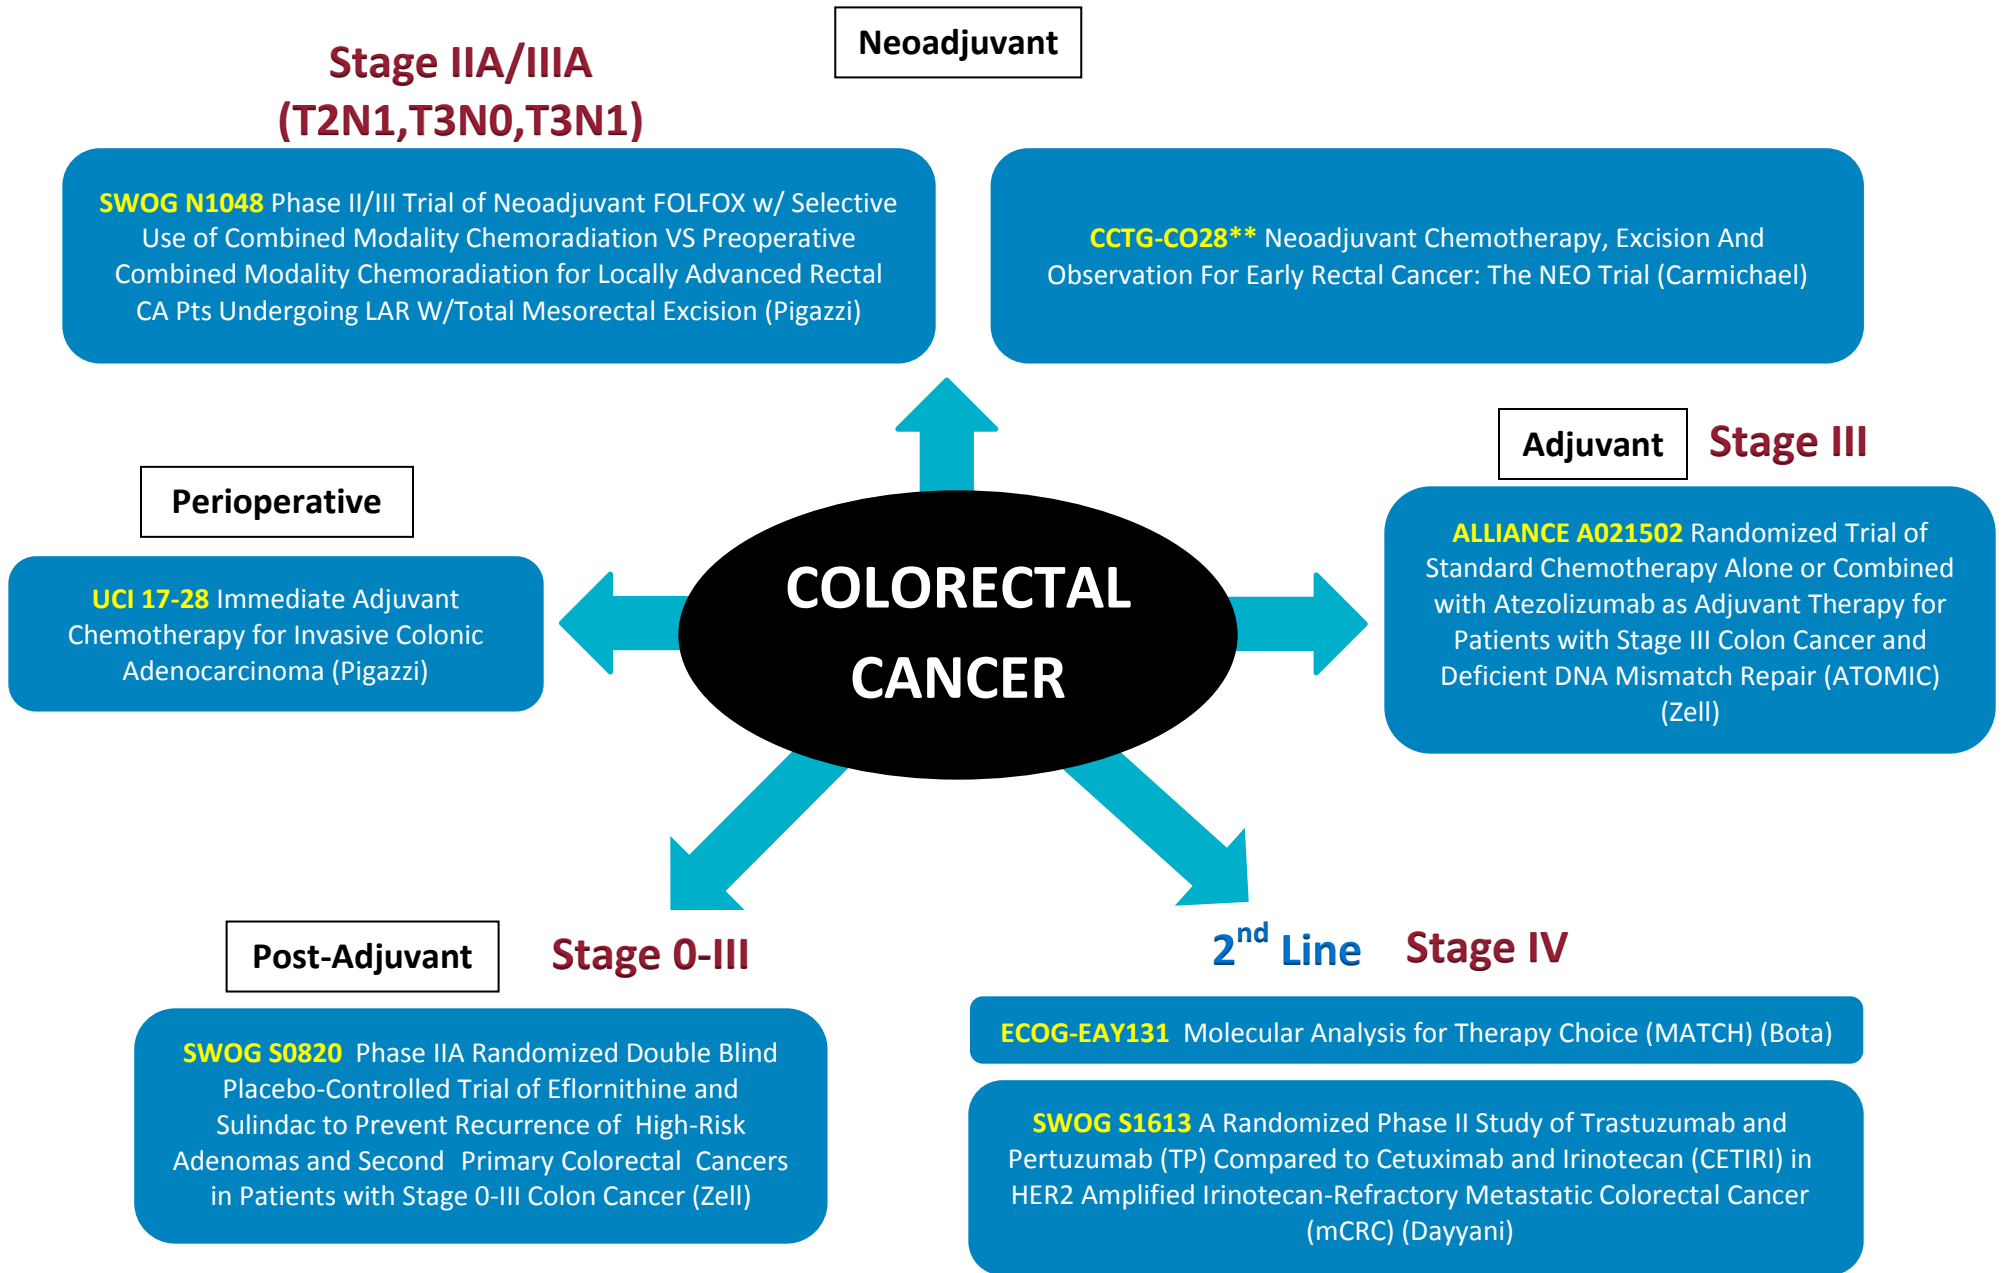 Neoadjuvant
Stage IIA/IIIA
(T2N1,T3N0,T3N1)
SWOG N1048 Phase II/III Trial of Neoadjuvant FOLFOX w/ Selective
Use of Combined Modality Chemoradiation VS Preoperative
Combined Modality Chemoradiation for Locally Advanced Rectal
CA Pts Undergoing LAR W/Total Mesorectal Excision (Pigazzi)
CCTG-CO28** Neoadjuvant Chemotherapy, Excision And
Observation For Early Rectal Cancer: The NEO Trial (Carmichael)
Adjuvant Stage III
ALLIANCE A021502 Randomized Trial of
Standard Chemotherapy Alone or Combined
with Atezolizumab as Adjuvant Therapy for
Patients with Stage III Colon Cancer and
Deficient DNA Mismatch Repair (ATOMIC)
(Zell)
Perioperative
UCI 17-28 Immediate Adjuvant
Chemotherapy for Invasive Colonic
Adenocarcinoma (Pigazzi)
COLORECTAL
CANCER
Post-Adjuvant Stage 0-III
SWOG S0820 Phase IIA Randomized Double Blind
Placebo-Controlled Trial of Eflornithine and
Sulindac to Prevent Recurrence of High-Risk
Adenomas and Second Primary Colorectal Cancers
in Patients with Stage 0-III Colon Cancer (Zell)
2nd Line Stage IV
ECOG-EAY131 Molecular Analysis for Therapy Choice (MATCH) (Bota)
SWOG S1613 A Randomized Phase II Study of Trastuzumab and
Pertuzumab (TP) Compared to Cetuximab and Irinotecan (CETIRI) in
HER2 Amplified Irinotecan-Refractory Metastatic Colorectal Cancer
(mCRC) (Dayyani)